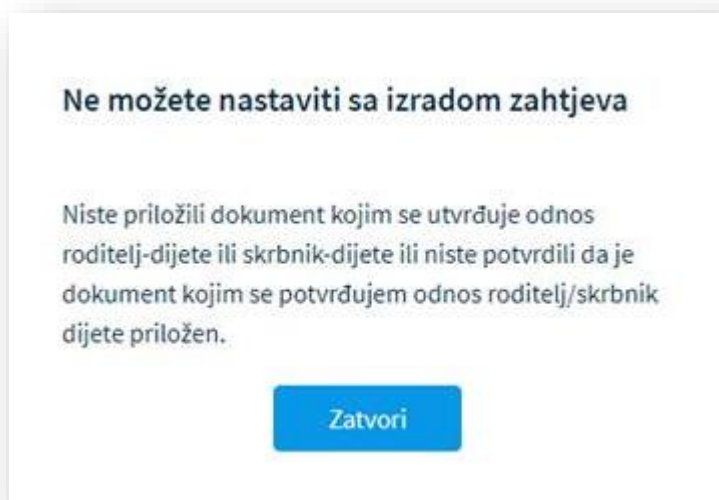 Ne možete nastaviti sa izradom zahtjeva
Niste priložili dokument kojim se utvrđuje odnos
roditelj-dijete ili skrbnik-dijete ili niste potvrdili da je
dokument kojim se potvrđujem odnos roditelj/skrbnik
dijete priložen.
Zatvori